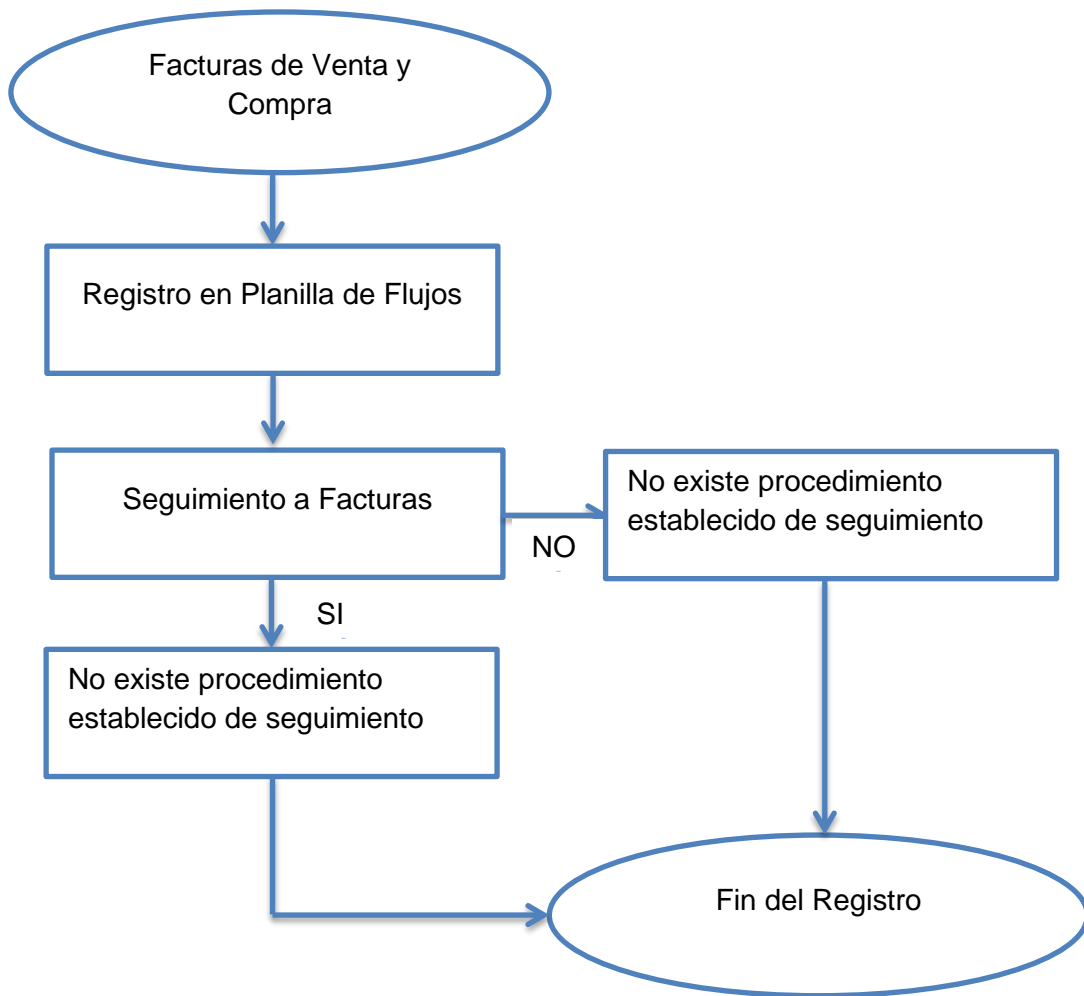 Facturas de Venta y
Compra
Registro en Planilla de Flujos
Seguimiento a Facturas
No existe procedimiento
establecido de seguimiento
NO
SI
No existe procedimiento
establecido de seguimiento
Fin del Registro